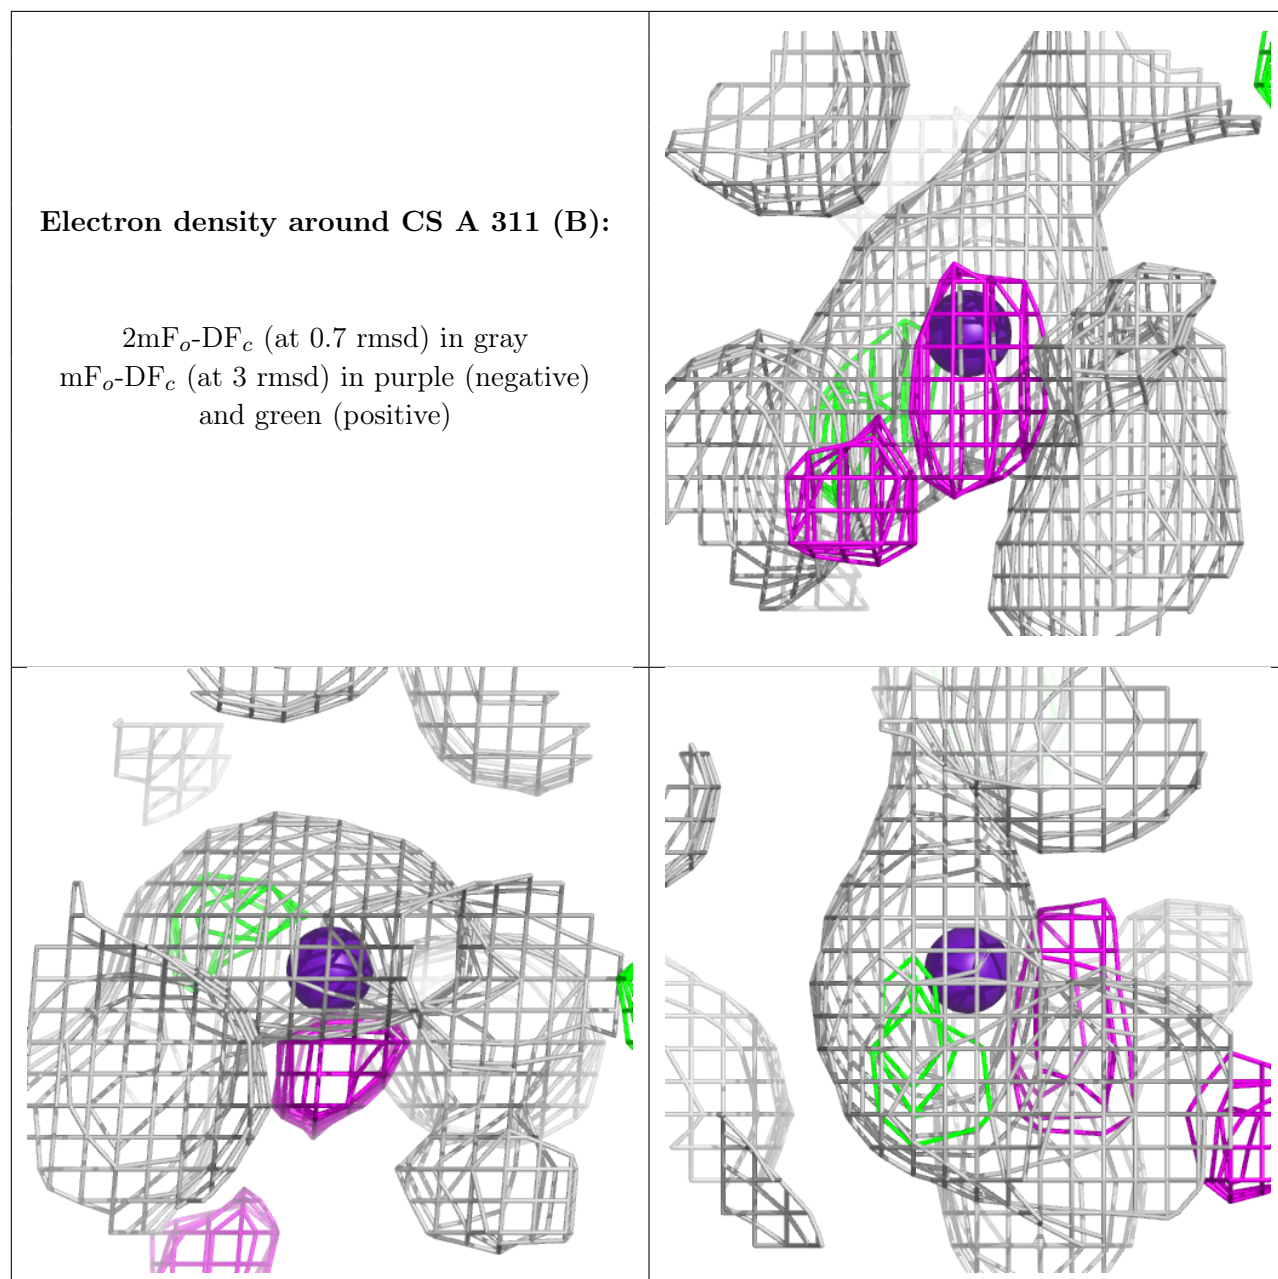 Electron density around CS A 311 (B):
2mFo-DFc (at 0.7 rmsd) in gray
mFo-DFc (at 3 rmsd) in purple (negative)
and green (positive)